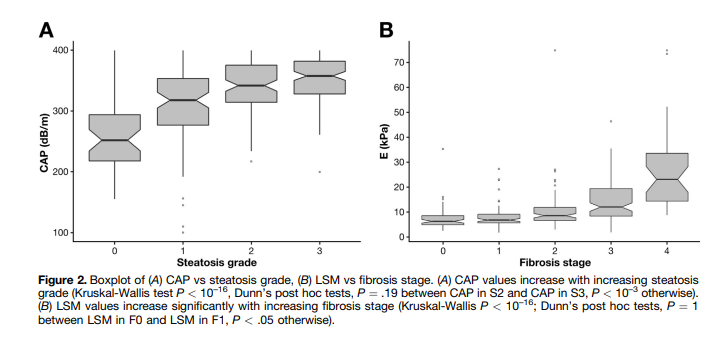 A
B
400
300
200
100
CAP (dB/m)
0 1 2 3
Steatosis grade
70
60
50
40
30
20
10
0
E (kPa)
0 1 2 3 4
Fibrosis stage
Figure 2. Boxplot of (A) CAP vs steatosis grade, (B) LSM vs fibrosis stage. (A) CAP values increase with increasing steatosis
grade (Kruskal-Wallis test P < 10⁻¹⁶, Dunn's post hoc tests, P = .19 between CAP in S2 and CAP in S3, P < 10⁻³ otherwise).
(B) LSM values increase significantly with increasing fibrosis stage (Kruskal-Wallis P < 10⁻¹⁶; Dunn's post hoc tests, P = 1
between LSM in F0 and LSM in F1, P < .05 otherwise).